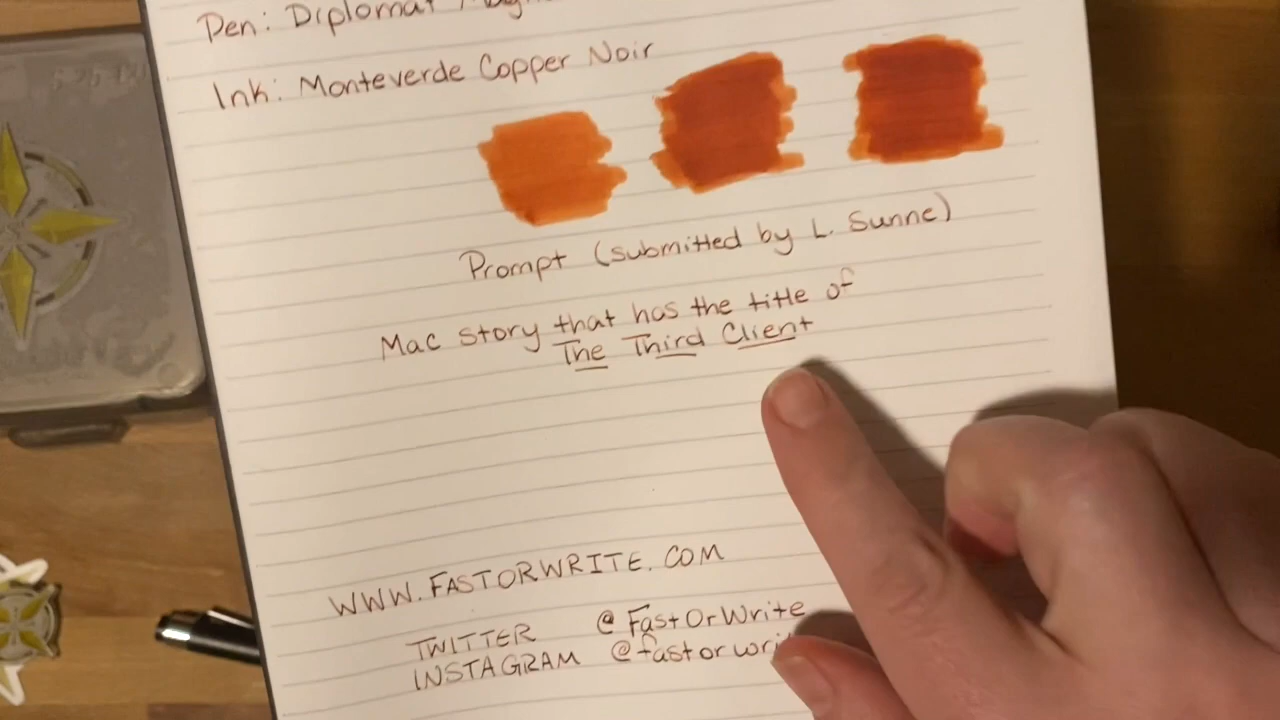 Pen: Diplomat
Ink: Monteverde Copper Noir
Prompt (submitted by L. Sunne)
Mac story that has the title of
The Third Client
WWW.FASTORWRITE.COM
TWITTER @FastOrWrite
INSTAGRAM